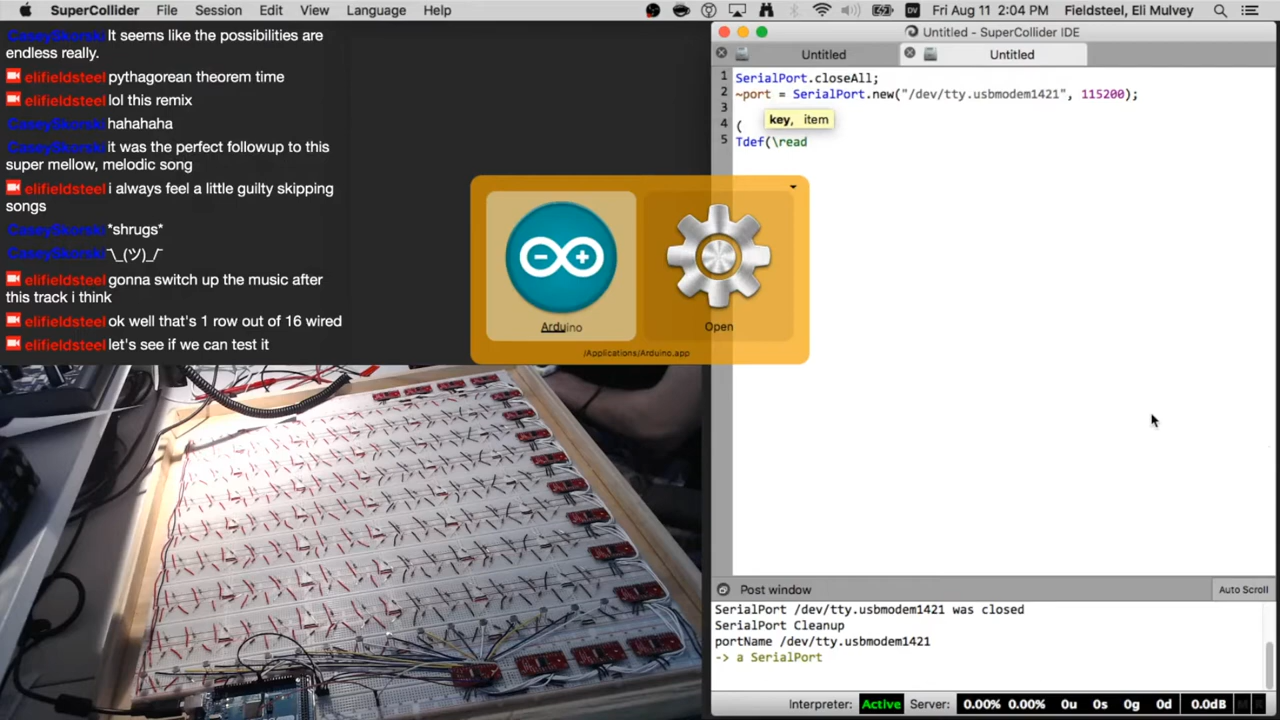 SuperCollider File Session Edit View Language Help
DV Fri Aug 11 2:04 PM Fieldsteel, Eli Mulvey
CaseySkorski It seems like the possibilities are
endless really.
elifieldsteel pythagorean theorem time
elifieldsteel lol this remix
CaseySkorski hahahaha
CaseySkorski it was the perfect followup to this
super mellow, melodic song
elifieldsteel i always feel a little guilty skipping
songs
CaseySkorski *shrugs*
CaseySkorski ¯\_(ツ)_/¯
elifieldsteel gonna switch up the music after
this track i think
elifieldsteel ok well that's 1 row out of 16 wired
elifieldsteel let's see if we can test it
Arduino
Open
/Applications/Arduino.app
Untitled - SuperCollider IDE
Untitled
Untitled
1 SerialPort.closeAll;
2 ~port = SerialPort.new("/dev/tty.usbmodem1421", 115200);
3
key, item
4 (
5 Tdef(\read
Post window
Auto Scroll
SerialPort /dev/tty.usbmodem1421 was closed
SerialPort Cleanup
portName /dev/tty.usbmodem1421
-> a SerialPort
Interpreter: Active Server: 0.00% 0.00% 0u 0s 0g 0d 0.0dB M R